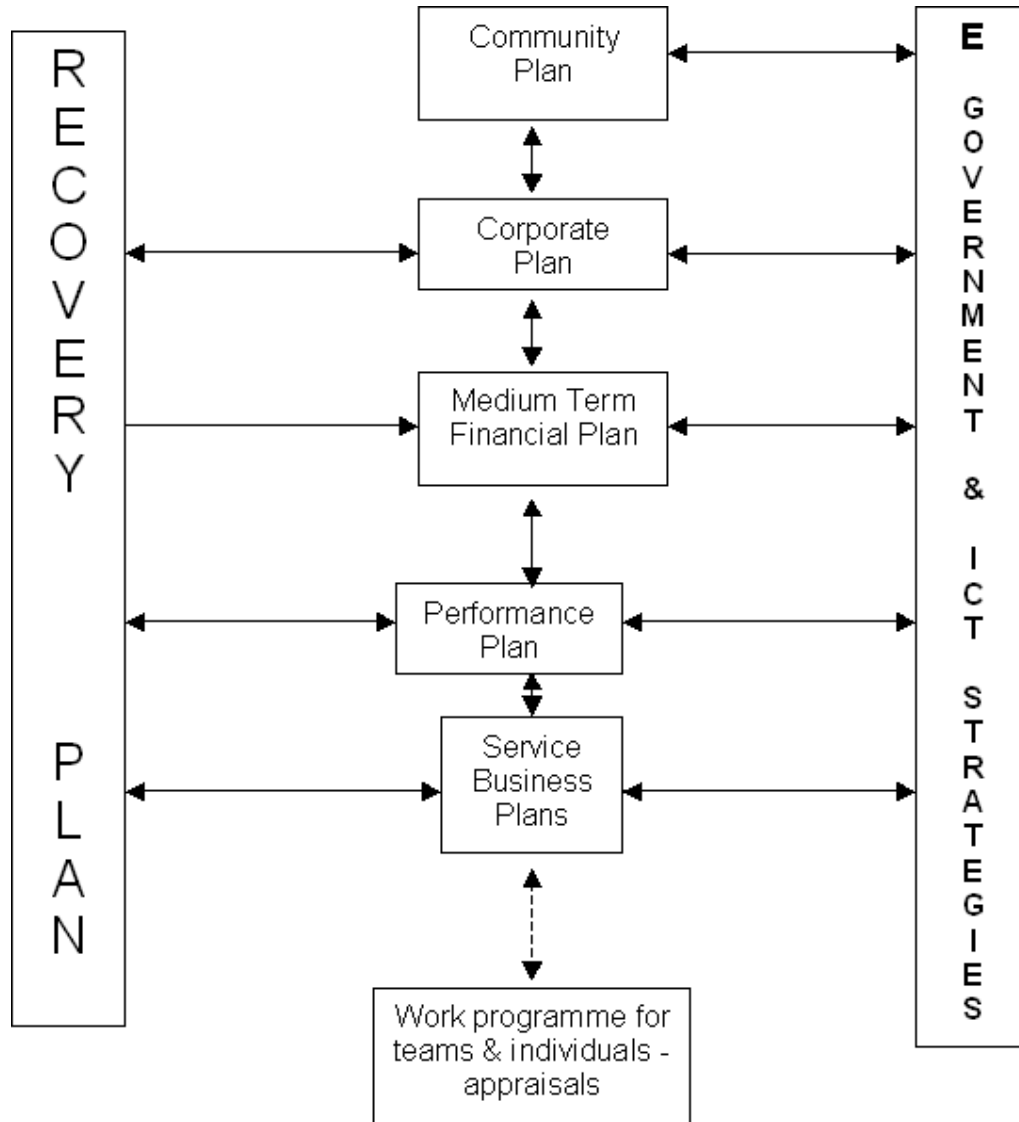 RECOVERY PLAN
Community
Plan
Corporate
Plan
Medium Term
Financial Plan
Performance
Plan
Service
Business
Plans
Work programme for
teams & individuals -
appraisals
E GOVERNMENT & ICT STRATEGIES